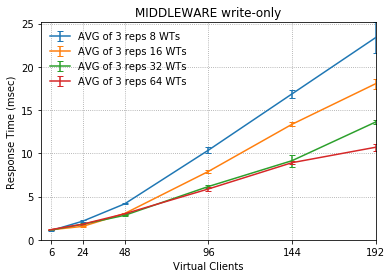 MIDDLEWARE write-only
AVG of 3 reps 8 WTs
AVG of 3 reps 16 WTs
AVG of 3 reps 32 WTs
AVG of 3 reps 64 WTs
Response Time (msec)
25
20
15
10
5
0
6 24 48 96 144 192
Virtual Clients